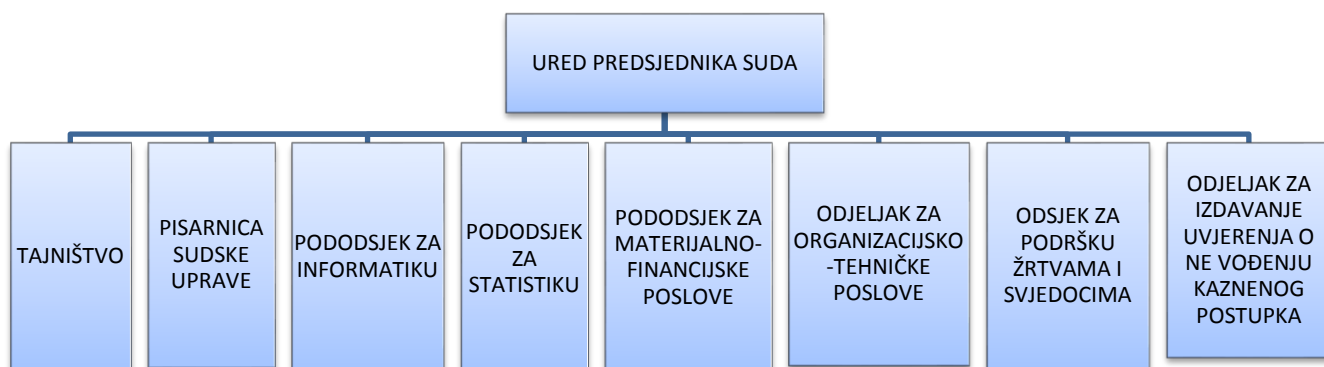 URED PREDSJEDNIKA SUDA
TAJNIŠTVO
PISARNICA
SUDSKE
UPRAVE
PODODSJEK ZA
INFORMATIKU
PODODSJEK
ZA
STATISTIKU
PODODSJEK ZA
MATERIJALNO-
FINANCIJSKE
POSLOVE
ODJELJAK ZA
ORGANIZACIJSKO
-TEHNIČKE
POSLOVE
ODSJEK ZA
PODRŠKU
ŽRTVAMA I
SVJEDOCIMA
ODJELJAK ZA
IZDAVANJE
UVJERENJA O
NE VOĐENJU
KAZNENOG
POSTUPKA